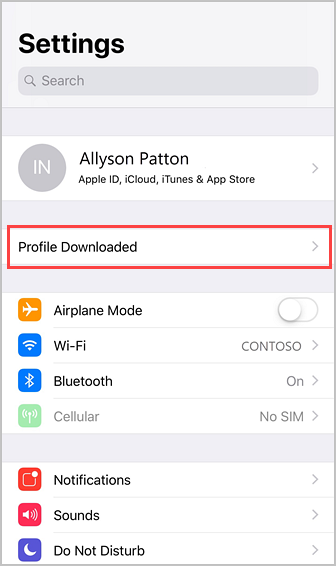 Settings
Search
IN
Allyson Patton
Apple ID, iCloud, iTunes & App Store
Profile Downloaded
Airplane Mode
Wi-Fi CONTOSO
Bluetooth On
Cellular No SIM
Notifications
Sounds
Do Not Disturb